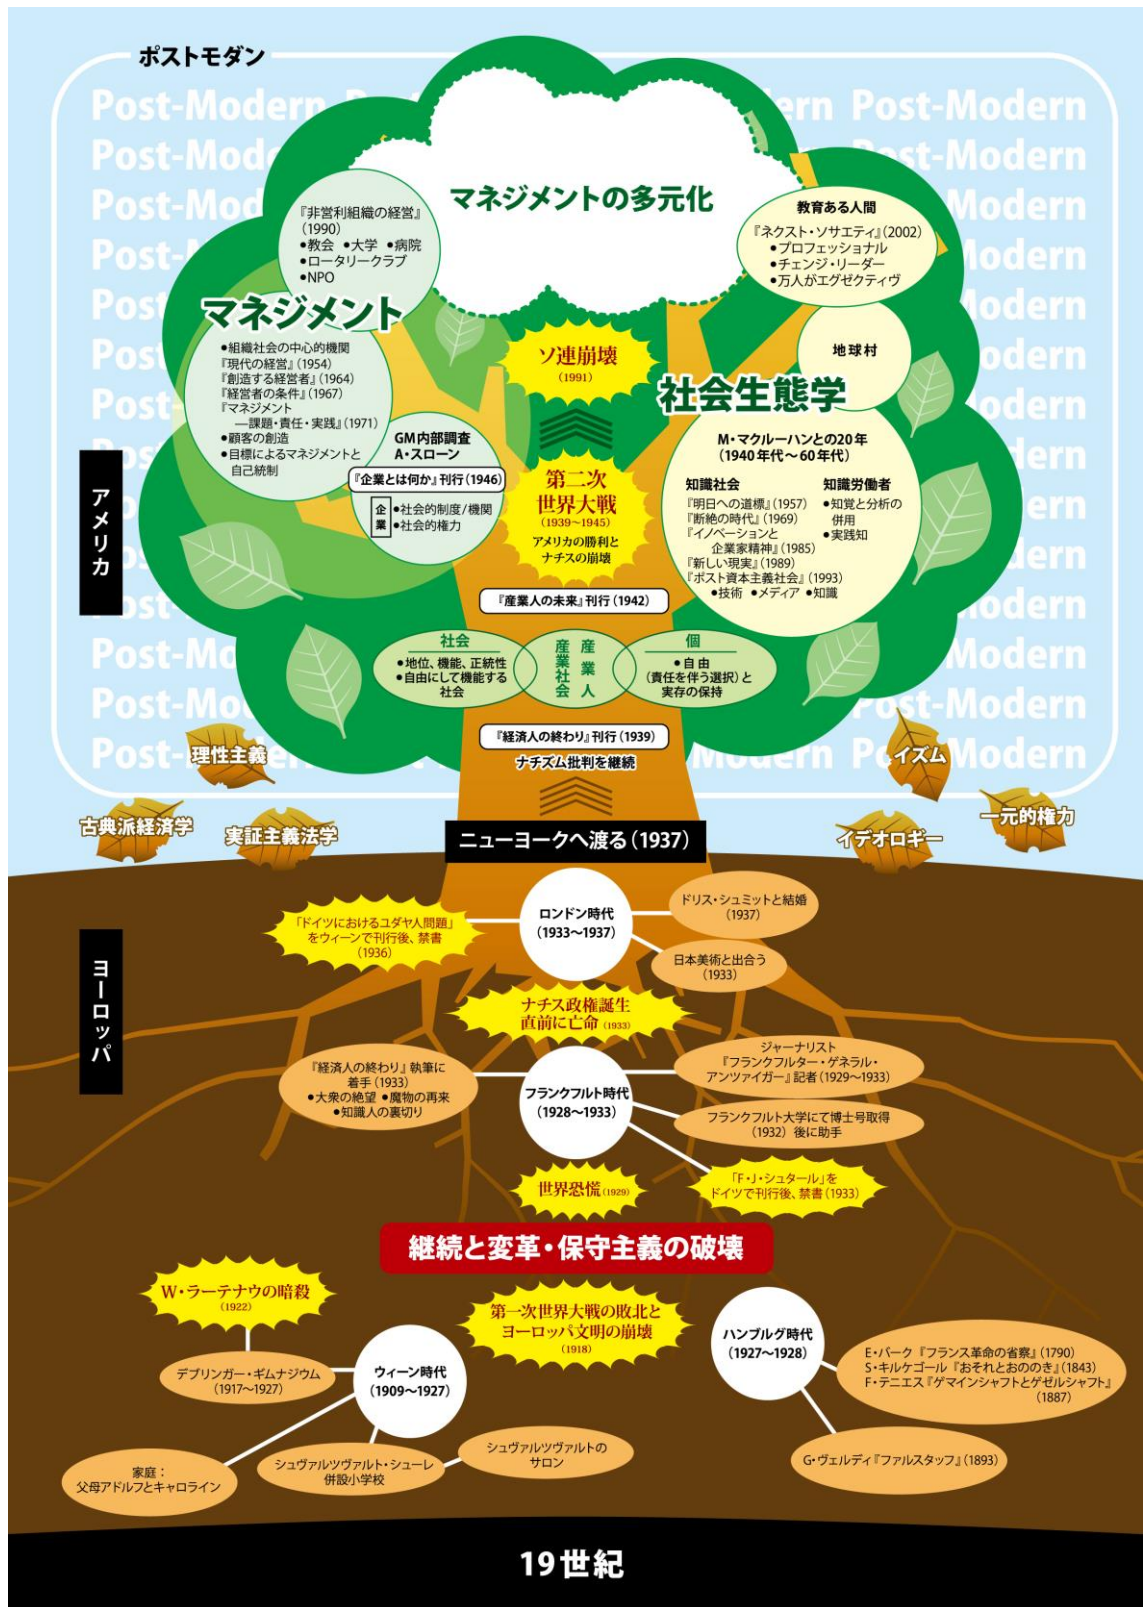 ポストモダン
Post-Modern Post-Modern Post-Modern
Post-Modern Post-Modern
マネジメントの多元化
『非営利組織の経営』
(1990)
●教会 ●大学 ●病院
●ロータリークラブ
●NPO
教育ある人間
『ネクスト・ソサエティ』(2002)
●プロフェッショナル
●チェンジ・リーダー
●万人がエグゼクティヴ
マネジメント
●組織社会の中心的機関
『現代の経営』(1954)
『創造する経営者』(1964)
『経営者の条件』(1967)
『マネジメント
―課題・責任・実践』(1971)
●顧客の創造
●目標によるマネジメントと
自己統制
ソ連崩壊
(1991)
地球村
社会生態学
GM内部調査
A・スローン
『企業とは何か』刊行(1946)
企業
●社会的制度/機関
●社会的権力
第二次
世界大戦
(1939〜1945)
アメリカの勝利と
ナチスの崩壊
M・マクルーハンとの20年
(1940年代〜60年代)
知識社会
『明日への道標』(1957)
『断絶の時代』(1969)
『イノベーションと
企業家精神』(1985)
『新しい現実』(1989)
『ポスト資本主義社会』(1993)
●技術 ●メディア ●知識
知識労働者
●知覚と分析の
併用
●実践知
アメリカ
『産業人の未来』刊行(1942)
社会
●地位、機能、正統性
●自由にして機能する
社会
産業社会
産業人
個
●自由
(責任を伴う選択)と
実存の保持
『経済人の終わり』刊行(1939)
ナチズム批判を継続
理性主義
古典派経済学
実証主義法学
イズム
一元的権力
イデオロギー
ニューヨークへ渡る(1937)
ヨーロッパ
ロンドン時代
(1933〜1937)
「ドイツにおけるユダヤ人問題」
をウィーンで刊行後、禁書
(1936)
ドリス・シュミットと結婚
(1937)
日本美術と出合う
(1933)
ナチス政権誕生
直前に亡命(1933)
『経済人の終わり』執筆に
着手(1933)
●大衆の絶望 ●魔物の再来
●知識人の裏切り
フランクフルト時代
(1928〜1933)
ジャーナリスト
『フランクフルター・ゲネラル・
アンツァイガー』記者(1929〜1933)
フランクフルト大学にて博士号取得
(1932) 後に助手
「F・J・シュタール」を
ドイツで刊行後、禁書(1933)
世界恐慌(1929)
継続と変革・保守主義の破壊
W・ラーテナウの暗殺
(1922)
第一次世界大戦の敗北と
ヨーロッパ文明の崩壊
(1918)
デブリンガー・ギムナジウム
(1917〜1927)
ウィーン時代
(1909〜1927)
ハンブルグ時代
(1927〜1928)
E・バーク『フランス革命の省察』(1790)
S・キルケゴール『おそれとおののき』(1843)
F・テニエス『ゲマインシャフトとゲゼルシャフト』
(1887)
G・ヴェルディ『ファルスタッフ』(1893)
家庭：
父母アドルフとキャロライン
シュヴァルツヴァルト・シューレ
併設小学校
シュヴァルツヴァルトの
サロン
19世紀